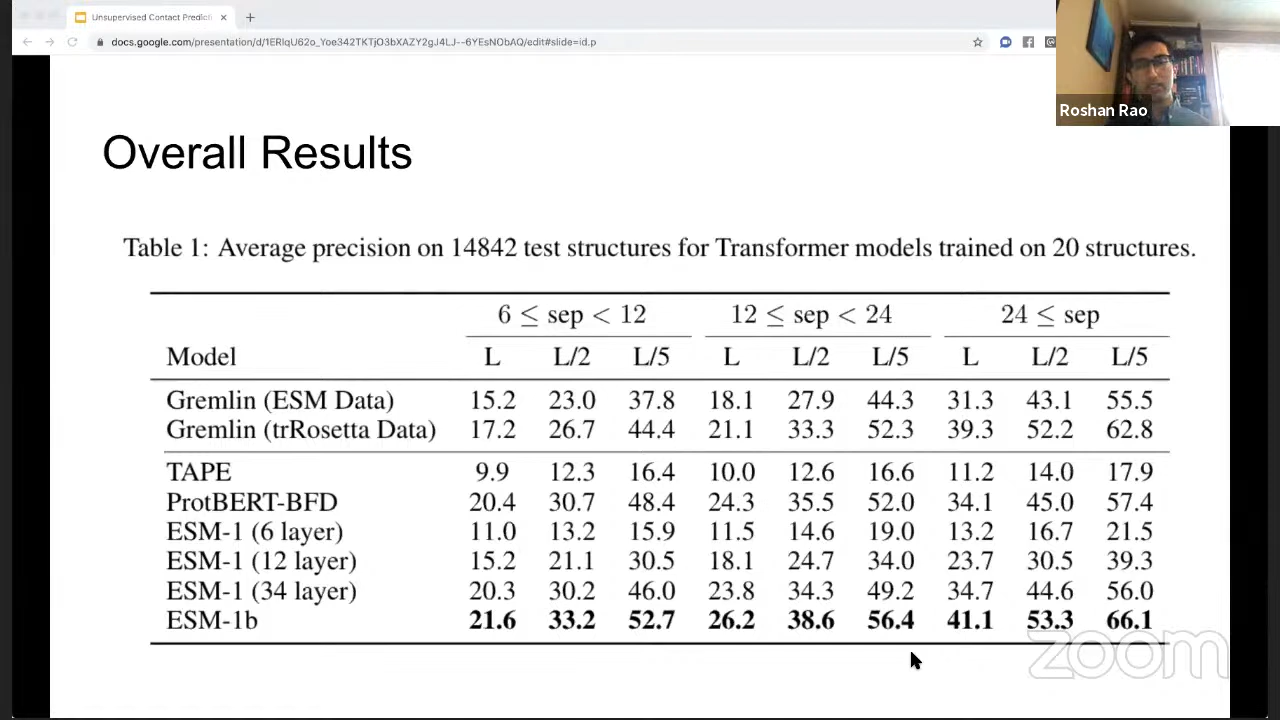 Unsupervised Contact Predicti
docs.google.com/presentation/d/1ERlqU62o_Yoe342TKTjO3bXAZY2gJ4LJ--6YEsNObAQ/edit#slide=id.p
Roshan Rao
Overall Results
Table 1: Average precision on 14842 test structures for Transformer models trained on 20 structures.
6 ≤ sep < 12 12 ≤ sep < 24 24 ≤ sep
Model L L/2 L/5 L L/2 L/5 L L/2 L/5
Gremlin (ESM Data) 15.2 23.0 37.8 18.1 27.9 44.3 31.3 43.1 55.5
Gremlin (trRosetta Data) 17.2 26.7 44.4 21.1 33.3 52.3 39.3 52.2 62.8
TAPE 9.9 12.3 16.4 10.0 12.6 16.6 11.2 14.0 17.9
ProtBERT-BFD 20.4 30.7 48.4 24.3 35.5 52.0 34.1 45.0 57.4
ESM-1 (6 layer) 11.0 13.2 15.9 11.5 14.6 19.0 13.2 16.7 21.5
ESM-1 (12 layer) 15.2 21.1 30.5 18.1 24.7 34.0 23.7 30.5 39.3
ESM-1 (34 layer) 20.3 30.2 46.0 23.8 34.3 49.2 34.7 44.6 56.0
ESM-1b 21.6 33.2 52.7 26.2 38.6 56.4 41.1 53.3 66.1
zoom